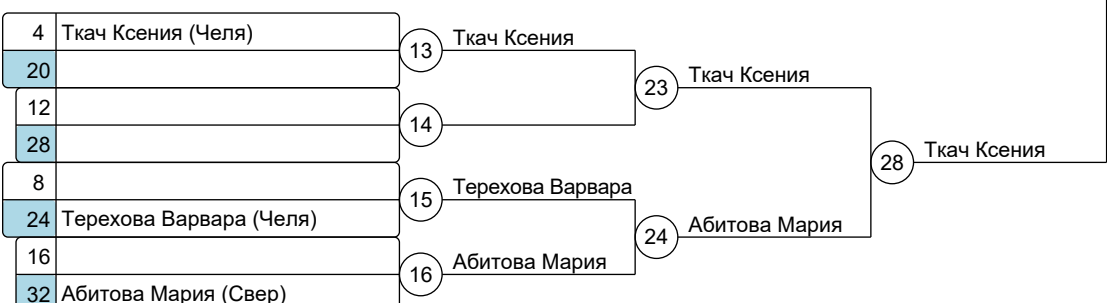 4 Ткач Ксения (Челя)
20
12
28
8
24 Терехова Варвара (Челя)
16
32 Абитова Мария (Свер)
13 Ткач Ксения
14
15 Терехова Варвара
16 Абитова Мария
23 Ткач Ксения
24 Абитова Мария
28 Ткач Ксения